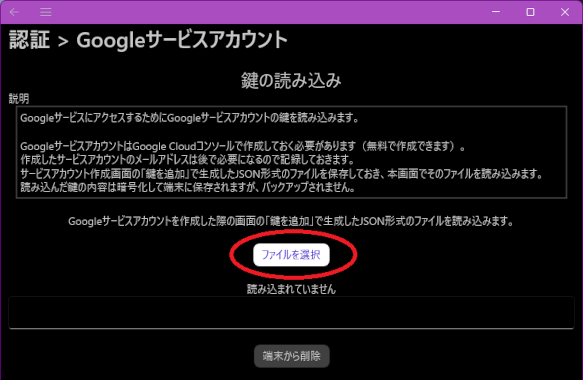 認証 > Googleサービスアカウント
鍵の読み込み
説明
GoogleサービスにアクセスするためにGoogleサービスアカウントの鍵を読み込みます。
GoogleサービスアカウントはGoogle Cloudコンソールで作成しておく必要があります（無料で作成できます）。
作成したサービスアカウントのメールアドレスは後で必要になるので記録しておきます。
サービスアカウント作成画面の「鍵を追加」で生成したJSON形式のファイルを保存しておき、本画面でそのファイルを読み込みます。
読み込んだ鍵の内容は暗号化して端末に保存されますが、バックアップされません。
Googleサービスアカウントを作成した際の画面の「鍵を追加」で生成したJSON形式のファイルを読み込みます。
ファイルを選択
読み込まれていません
端末から削除